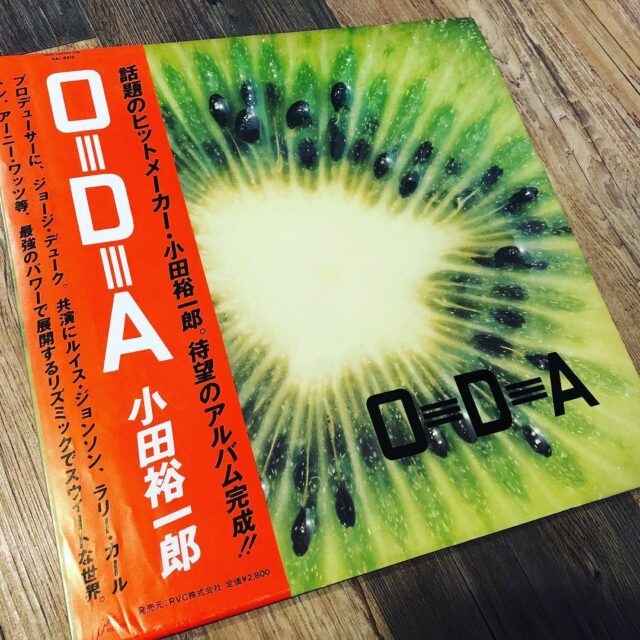 RAL-8818
O≡D≡A
小田裕一郎
話題のヒットメーカー・小田裕一郎。待望のアルバム完成!!
プロデューサーに、ジョージ・デューク。共演にルイス・ジョンソン、ラリー・カール
トン、アーニー・ワッツ等、最強のパワーで展開するリズミックでスウィートな世界。
発売元・RVC株式会社 定価¥2,800
O≡D≡A